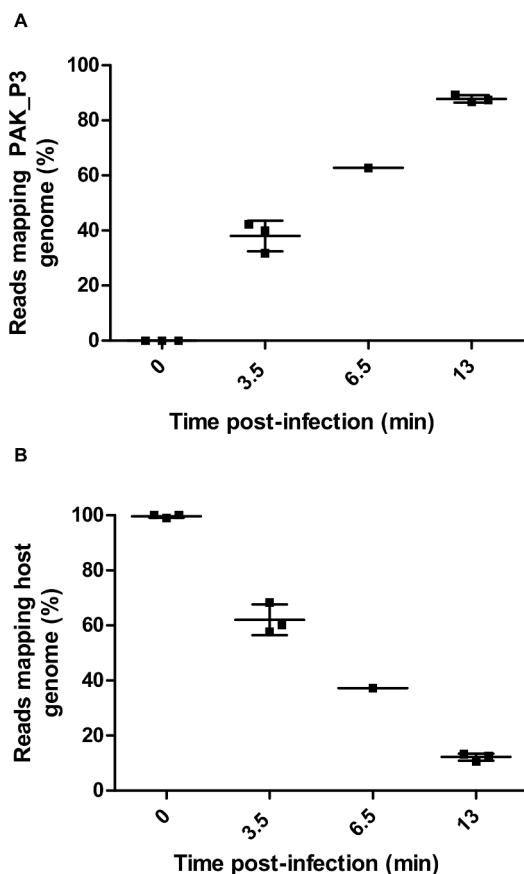 A
Reads mapping PAK_P3
genome (%)
100
80
60
40
20
0
0
3.5
6.5
13
Time post-infection (min)
B
Reads mapping host
genome (%)
100
80
60
40
20
0
0
3.5
6.5
13
Time post-infection (min)